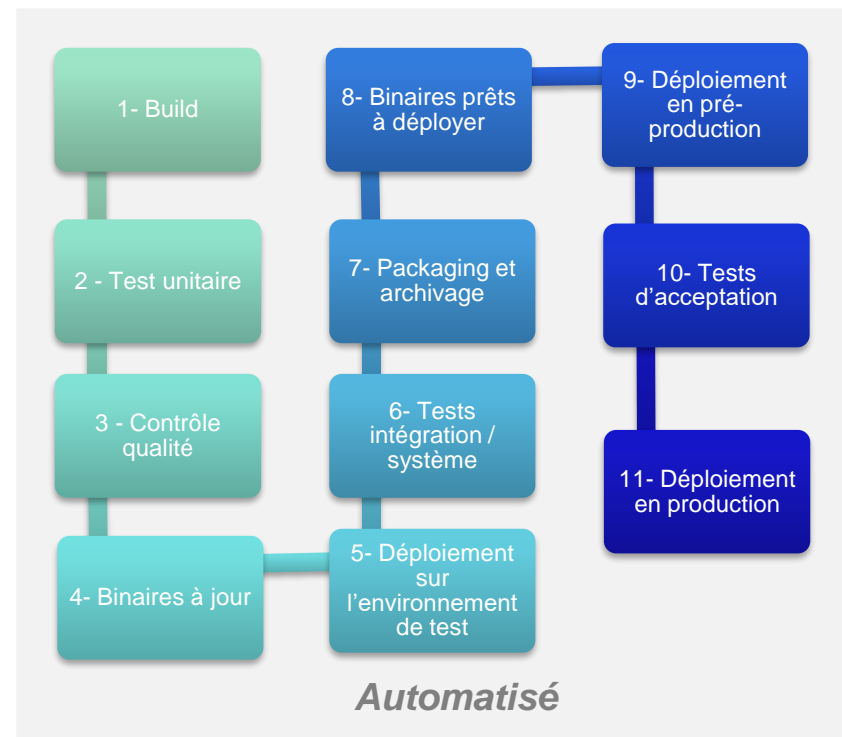 1- Build
2 - Test unitaire
3 - Contrôle
qualité
4- Binaires à jour
5- Déploiement
sur
l’environnement
de test
6- Tests
intégration /
système
7- Packaging et
archivage
8- Binaires prêts
à déployer
9- Déploiement
en pré-
production
10- Tests
d’acceptation
11- Déploiement
en production
Automatisé